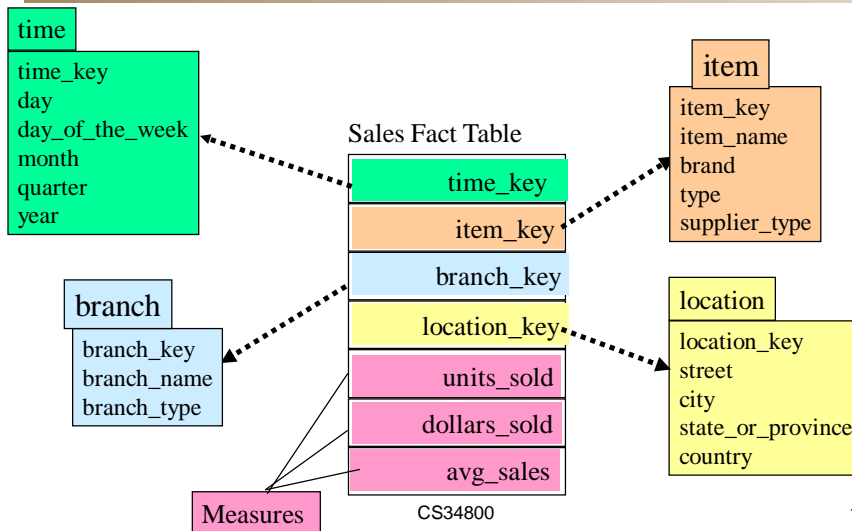 time
time_key
day
day_of_the_week
month
quarter
year
item
item_key
item_name
brand
type
supplier_type
Sales Fact Table
time_key
item_key
branch_key
location_key
units_sold
dollars_sold
avg_sales
branch
branch_key
branch_name
branch_type
location
location_key
street
city
state_or_province
country
Measures
CS34800